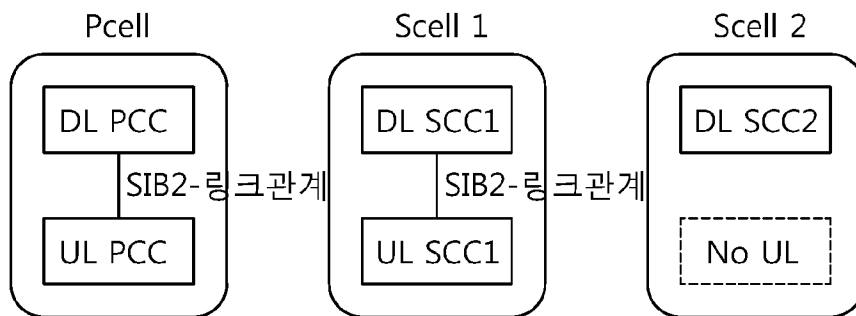 Pcell
Scell 1
Scell 2
DL PCC
DL SCC1
DL SCC2
SIB2-링크관계
SIB2-링크관계
UL PCC
UL SCC1
No UL